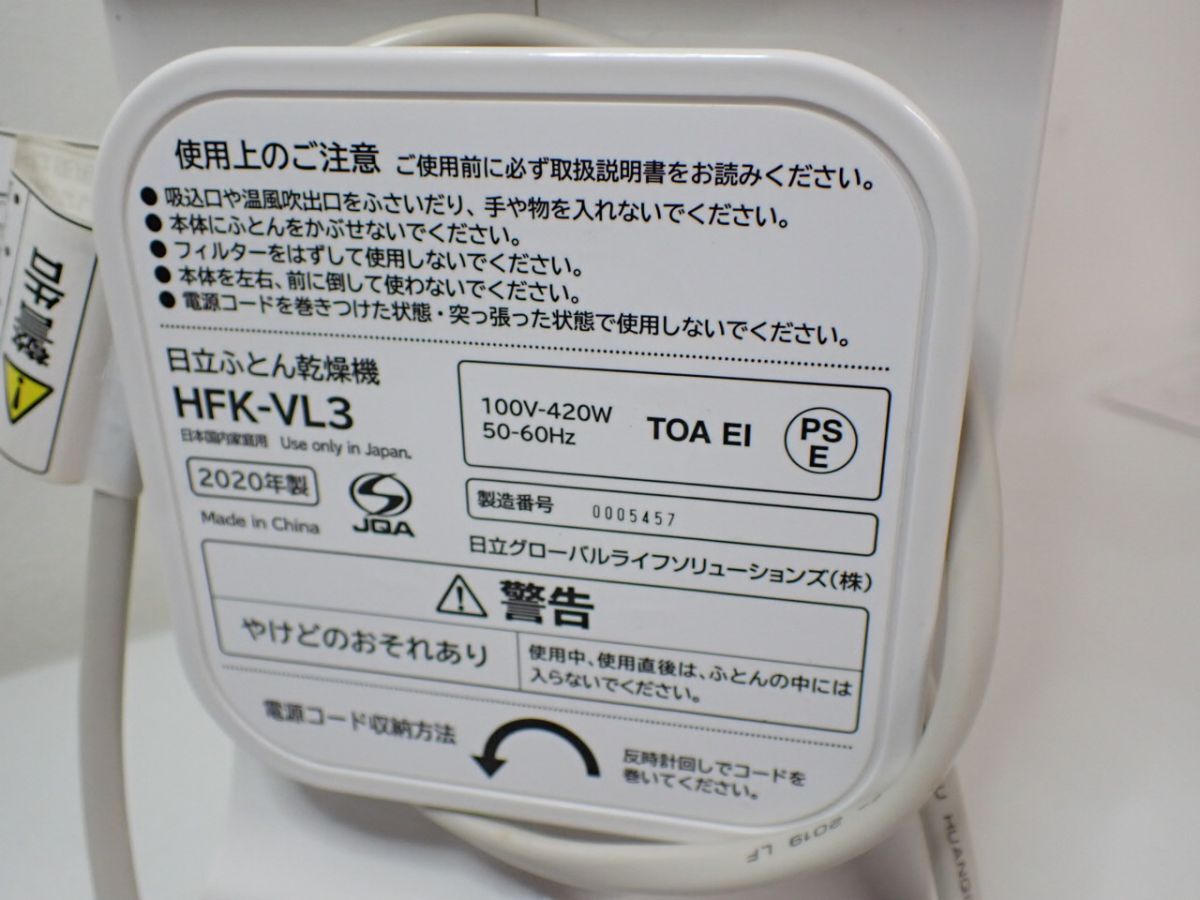 使用上のご注意 ご使用前に必ず取扱説明書をお読みください。
● 吸込口や温風吹出口をふさいだり、手や物を入れないでください。
● 本体にふとんをかぶせないでください。
● フィルターをはずして使用しないでください。
● 本体を左右、前に倒して使わないでください。
● 電源コードを巻きつけた状態・突っ張った状態で使用しないでください。
日立ふとん乾燥機
HFK-VL3
日本国内家庭用 Use only in Japan.
2020年製
JQA
Made in China
100V-420W
50-60Hz
TOA EI
PS
E
製造番号 0005457
日立グローバルライフソリューションズ(株)
警告
やけどのおそれあり
使用中、使用直後は、ふとんの中には
入らないでください。
電源コード収納方法
反時計回しでコードを
巻いてください。
2019 LF